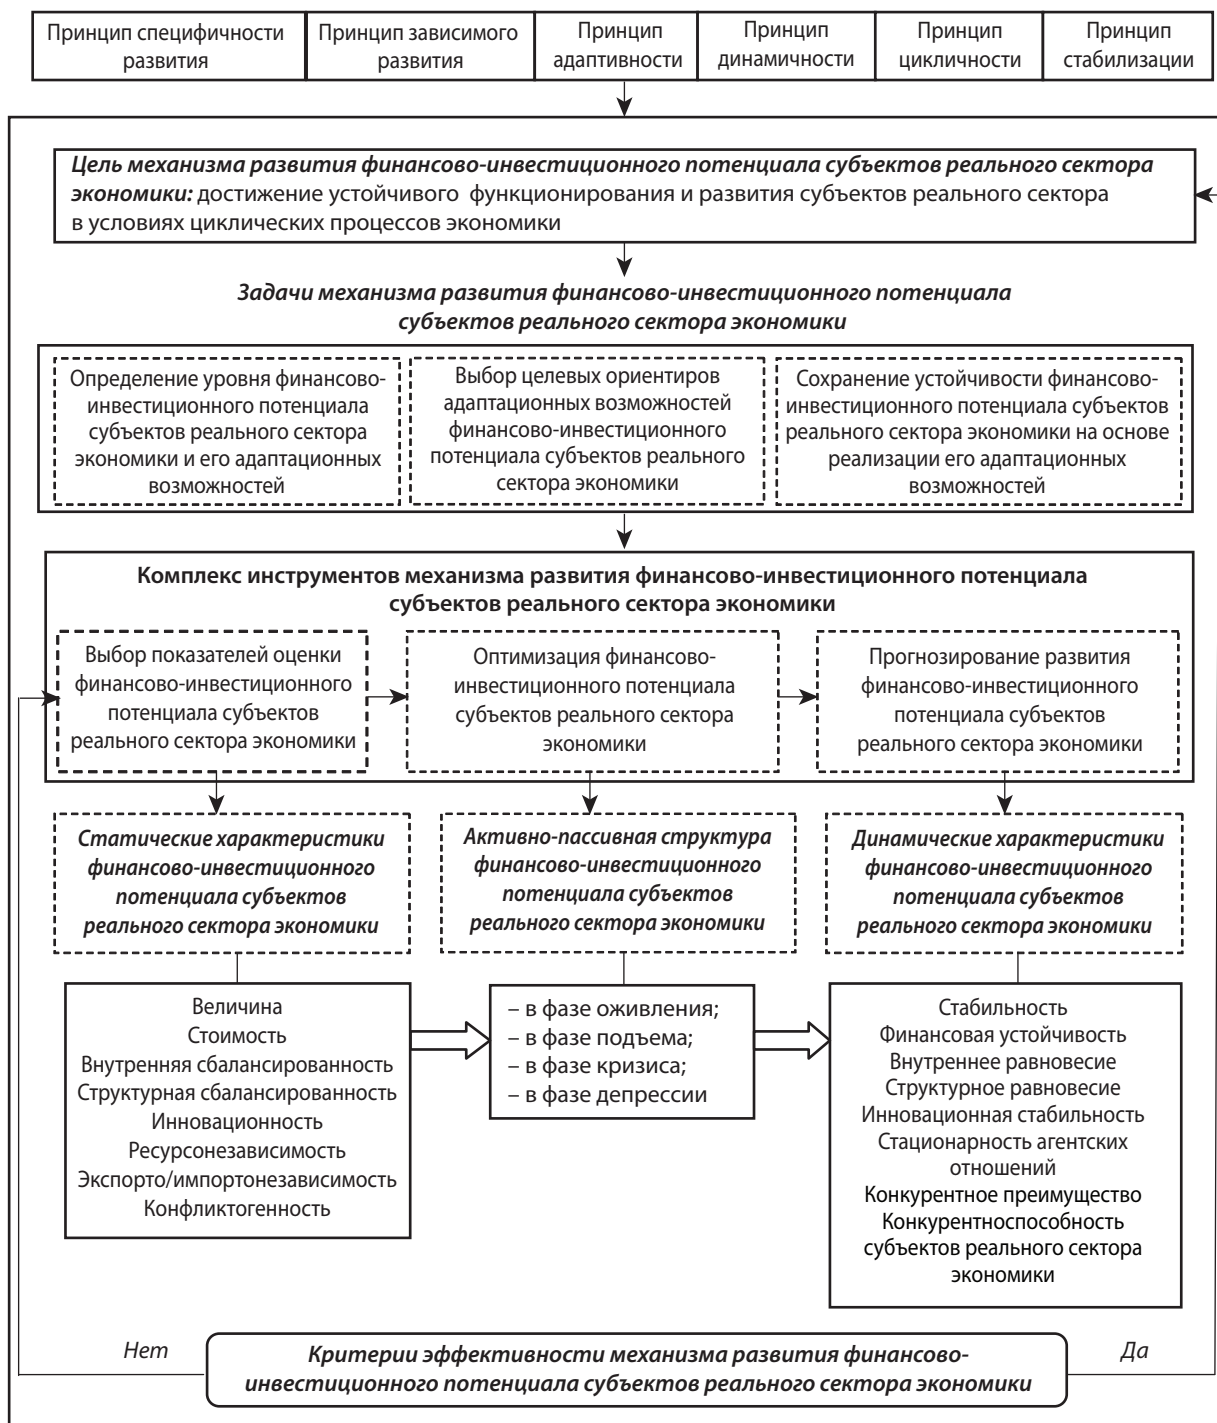 Принцип специфичности
развития
Принцип зависимого
развития
Принцип
адаптивности
Принцип
динамичности
Принцип
цикличности
Принцип
стабилизации
Цель механизма развития финансово-инвестиционного потенциала субъектов реального сектора
экономики: достижение устойчивого функционирования и развития субъектов реального сектора
в условиях циклических процессов экономики
Задачи механизма развития финансово-инвестиционного потенциала
субъектов реального сектора экономики
Определение уровня финансово-
инвестиционного потенциала
субъектов реального сектора
экономики и его адаптационных
возможностей
Выбор целевых ориентиров
адаптационных возможностей
финансово-инвестиционного
потенциала субъектов реального
сектора экономики
Сохранение устойчивости финансово-
инвестиционного потенциала субъектов
реального сектора экономики на основе
реализации его адаптационных
возможностей
Комплекс инструментов механизма развития финансово-инвестиционного потенциала
субъектов реального сектора экономики
Выбор показателей оценки
финансово-инвестиционного
потенциала субъектов
реального сектора экономики
Оптимизация финансово-
инвестиционного потенциала
субъектов реального сектора
экономики
Прогнозирование развития
финансово-инвестиционного
потенциала субъектов
реального сектора экономики
Статические характеристики
финансово-инвестиционного
потенциала субъектов
реального сектора экономики
Активно-пассивная структура
финансово-инвестиционного
потенциала субъектов
реального сектора экономики
Динамические характеристики
финансово-инвестиционного
потенциала субъектов
реального сектора экономики
Величина
Стоимость
Внутренняя сбалансированность
Структурная сбалансированность
Инновационность
Ресурсонезависимость
Экспорто/импортонезависимость
Конфликтогенность
– в фазе оживления;
– в фазе подъема;
– в фазе кризиса;
– в фазе депрессии
Стабильность
Финансовая устойчивость
Внутреннее равновесие
Структурное равновесие
Инновационная стабильность
Стационарность агентских
отношений
Конкурентное преимущество
Конкурентноспособность
субъектов реального сектора
экономики
Нет
Критерии эффективности механизма развития финансово-
инвестиционного потенциала субъектов реального сектора экономики
Да